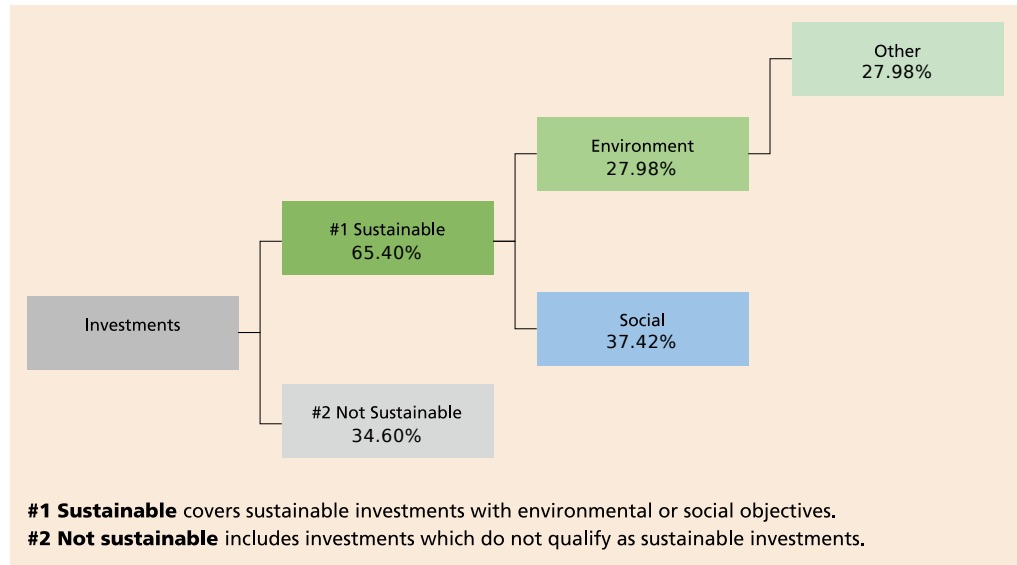 Other
27.98%
Environment
27.98%
#1 Sustainable
65.40%
Investments
Social
37.42%
#2 Not Sustainable
34.60%
#1 Sustainable covers sustainable investments with environmental or social objectives.
#2 Not sustainable includes investments which do not qualify as sustainable investments.